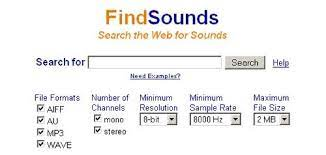 FindSounds
Search the Web for Sounds
Search for Search Help
Need Examples?
File Formats Number of Channels Minimum Resolution Minimum Sample Rate Maximum File Size
AIFF mono 8-bit 8000 Hz 2 MB
AU stereo
MP3
WAVE